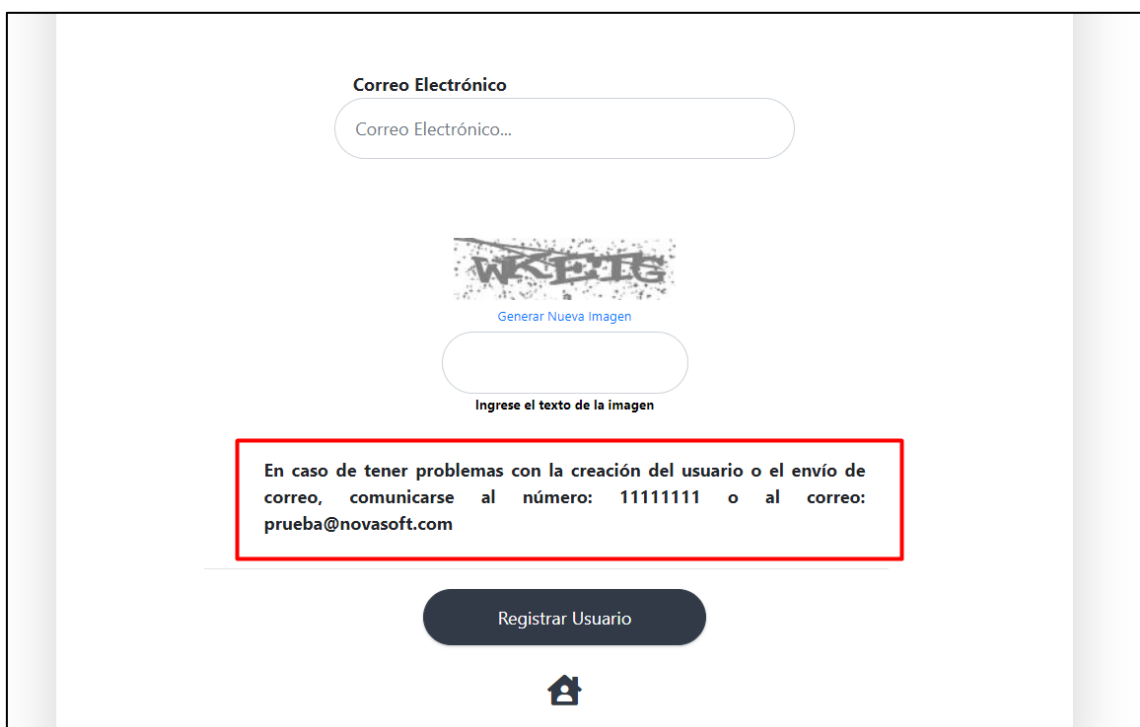 Correo Electrónico
Correo Electrónico...
WKEIG
Generar Nueva Imagen
Ingrese el texto de la imagen
En caso de tener problemas con la creación del usuario o el envío de
correo, comunicarse al número: 11111111 o al correo:
prueba@novasoft.com
Registrar Usuario